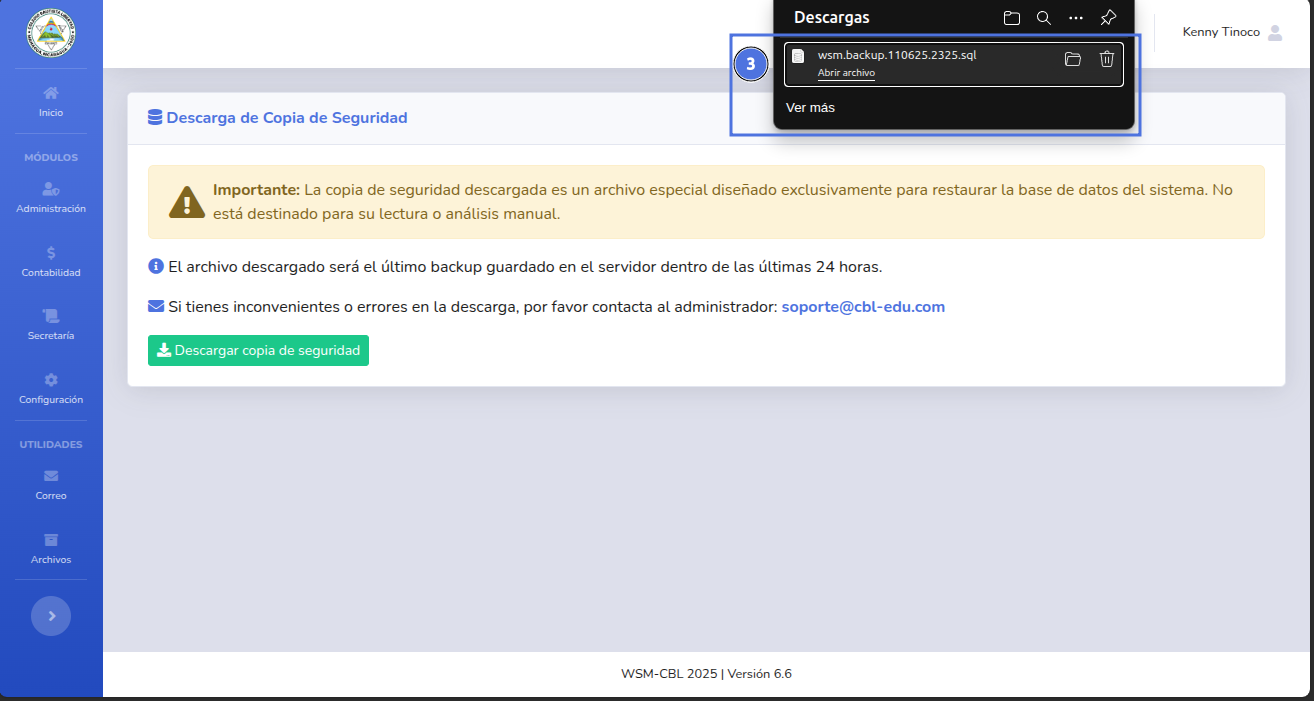 Descargas
Kenny Tinoco
3
wsm.backup.110625.2325.sql
Abrir archivo
Ver más
Inicio
MÓDULOS
Administración
Contabilidad
Secretaría
Configuración
UTILIDADES
Correo
Archivos
Descarga de Copia de Seguridad
Importante: La copia de seguridad descargada es un archivo especial diseñado exclusivamente para restaurar la base de datos del sistema. No
está destinado para su lectura o análisis manual.
El archivo descargado será el último backup guardado en el servidor dentro de las últimas 24 horas.
Si tienes inconvenientes o errores en la descarga, por favor contacta al administrador: soporte@cbl-edu.com
Descargar copia de seguridad
WSM-CBL 2025 | Versión 6.6